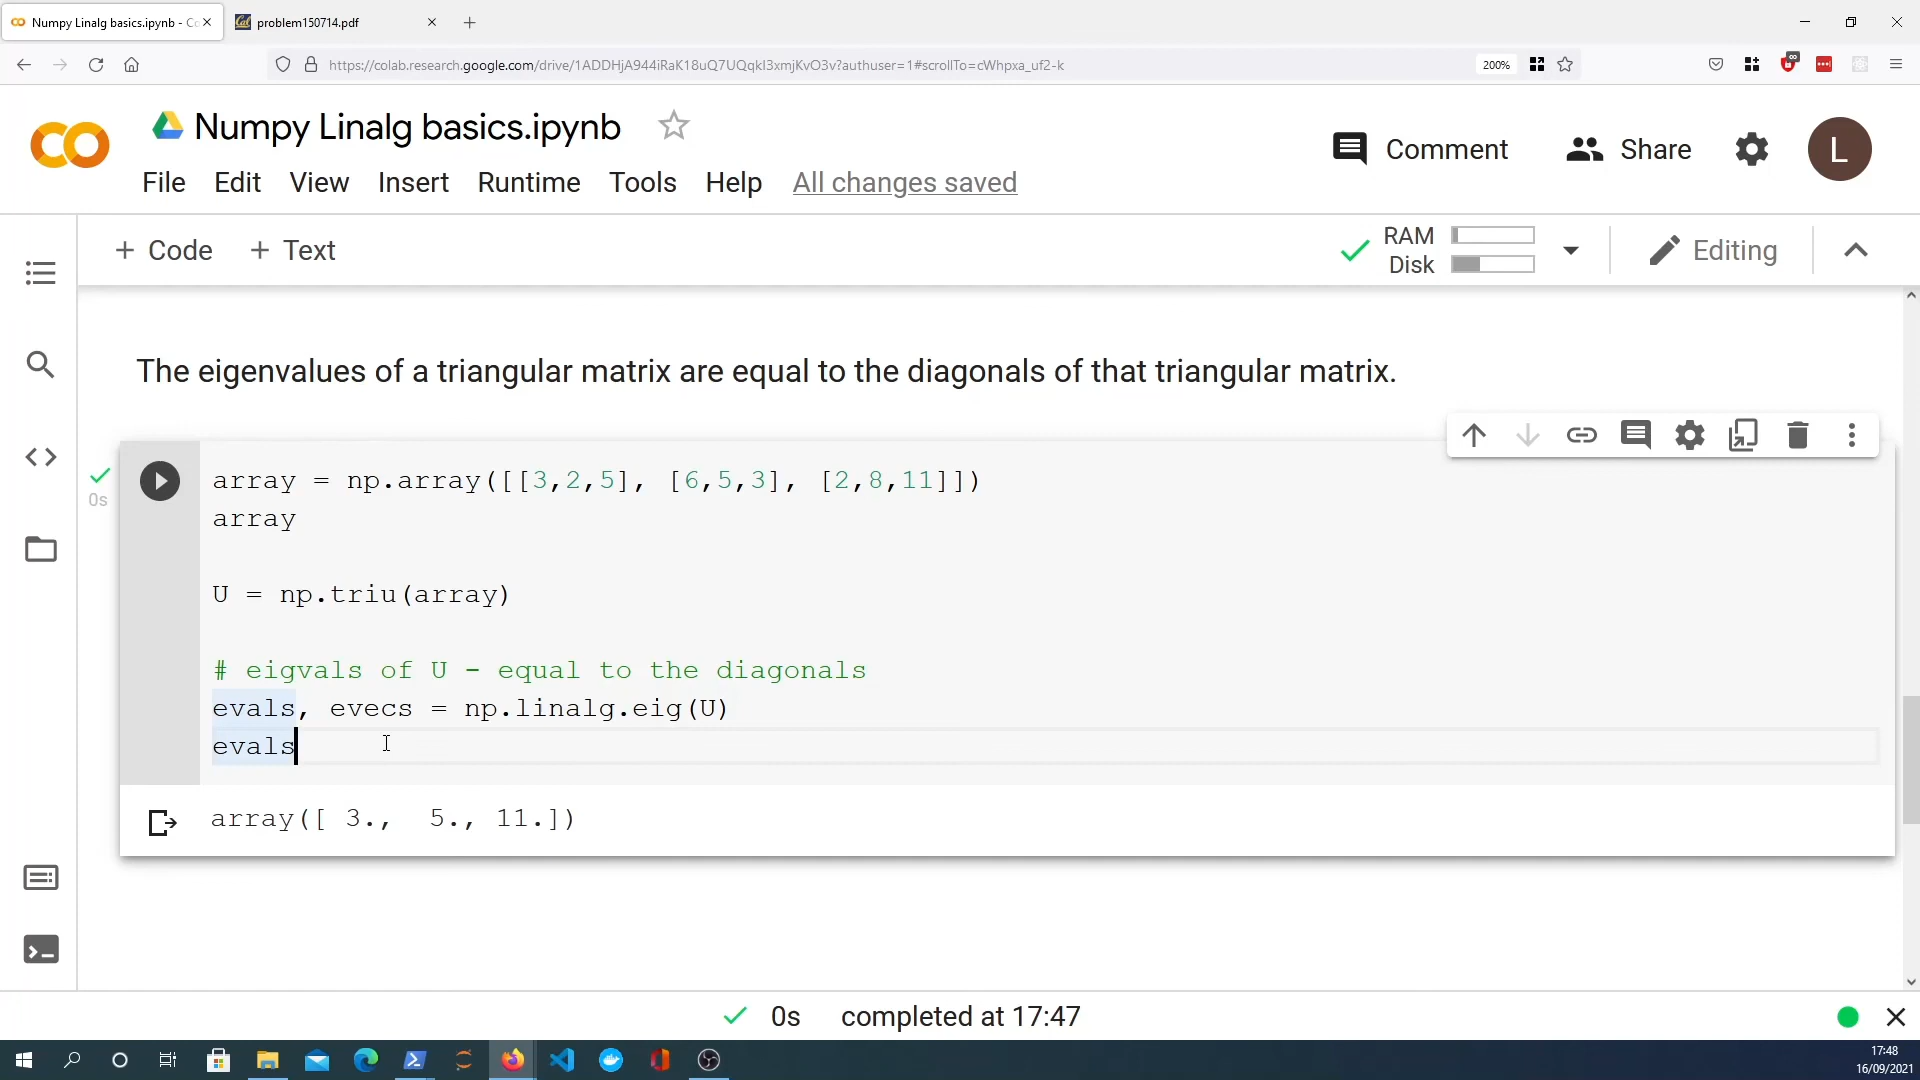 Numpy Linalg basics.ipynb - Co
problem150714.pdf
https://colab.research.google.com/drive/1ADDHjA944iRaK18uQ7UQqkI3xmjKvO3v?authuser=1#scrollTo=cWhpxa_uf2-k
200%
Numpy Linalg basics.ipynb
Comment
Share
L
File Edit View Insert Runtime Tools Help All changes saved
+ Code + Text
RAM
Disk
Editing
The eigenvalues of a triangular matrix are equal to the diagonals of that triangular matrix.
array = np.array([[3,2,5], [6,5,3], [2,8,11]])
0s
array
U = np.triu(array)
# eigvals of U - equal to the diagonals
evals, evecs = np.linalg.eig(U)
evals
array([ 3.,  5., 11.])
0s completed at 17:47
17:48
16/09/2021